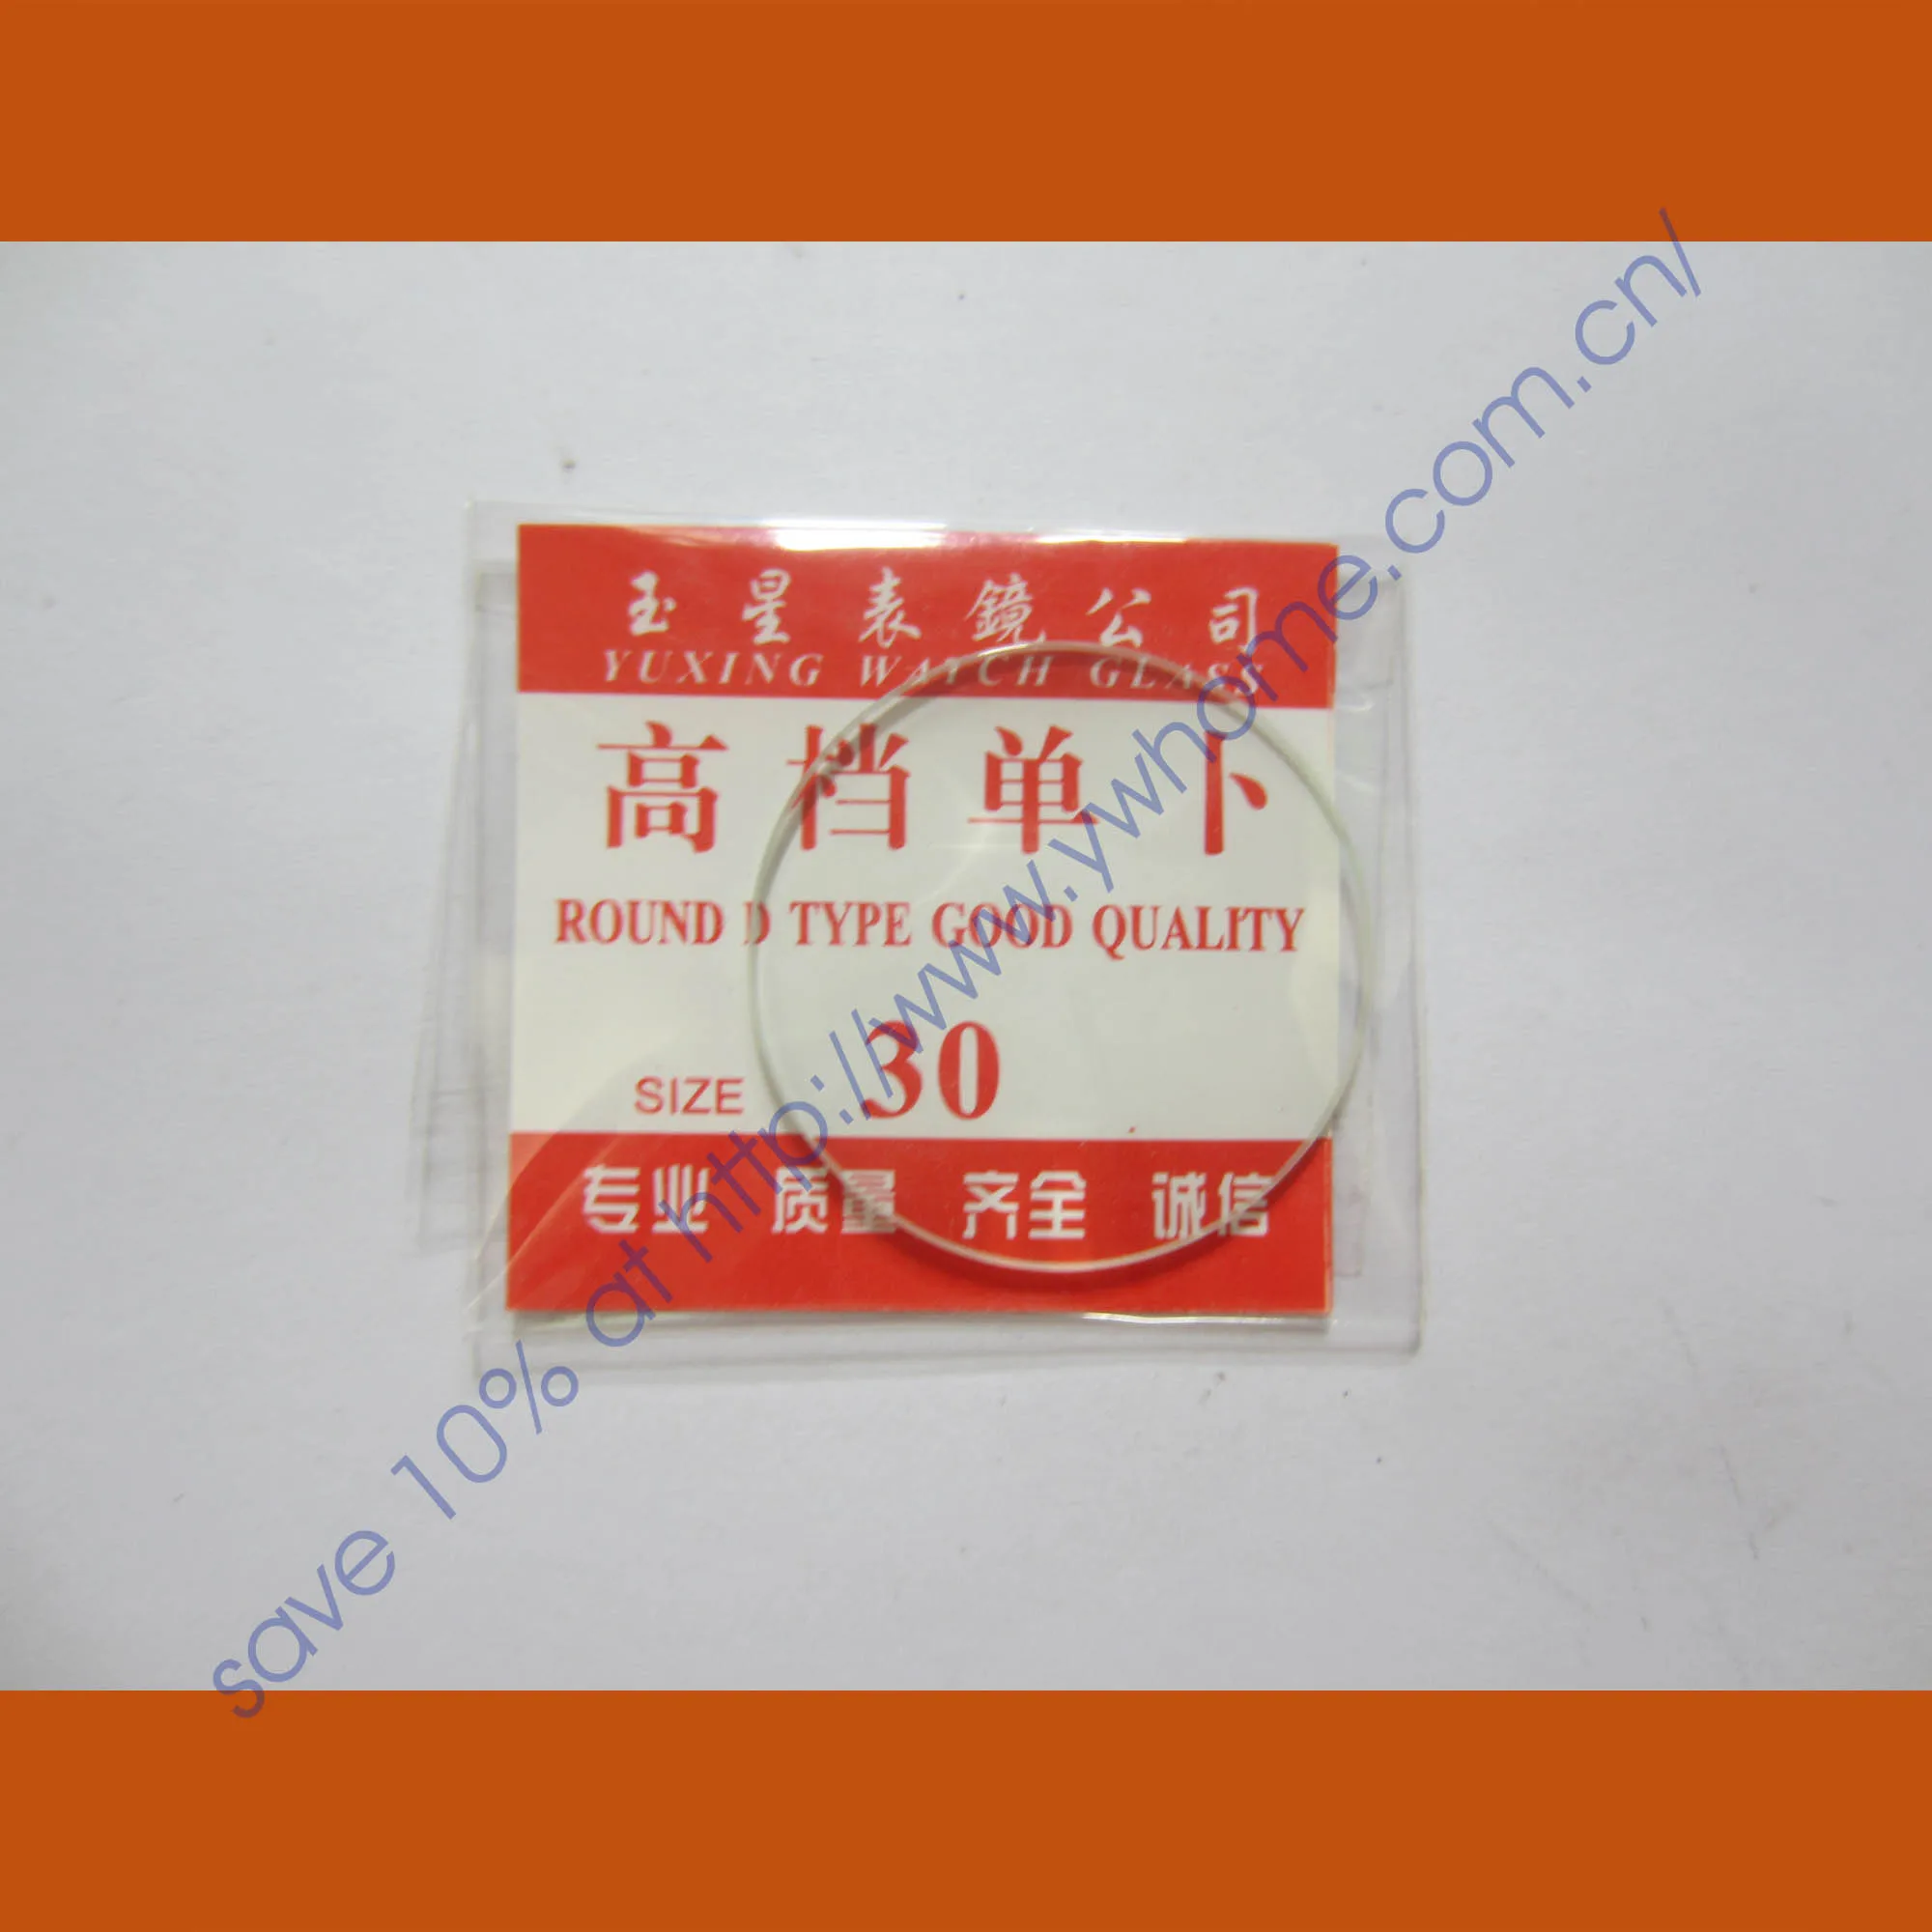 玉星表鏡公司
YUXING WATCH GLASS
高档单卜
ROUND D TYPE GOOD QUALITY
SIZE 30
专业 质量 齐全 诚信
save 10% at http://www.ywhome.com.cn/